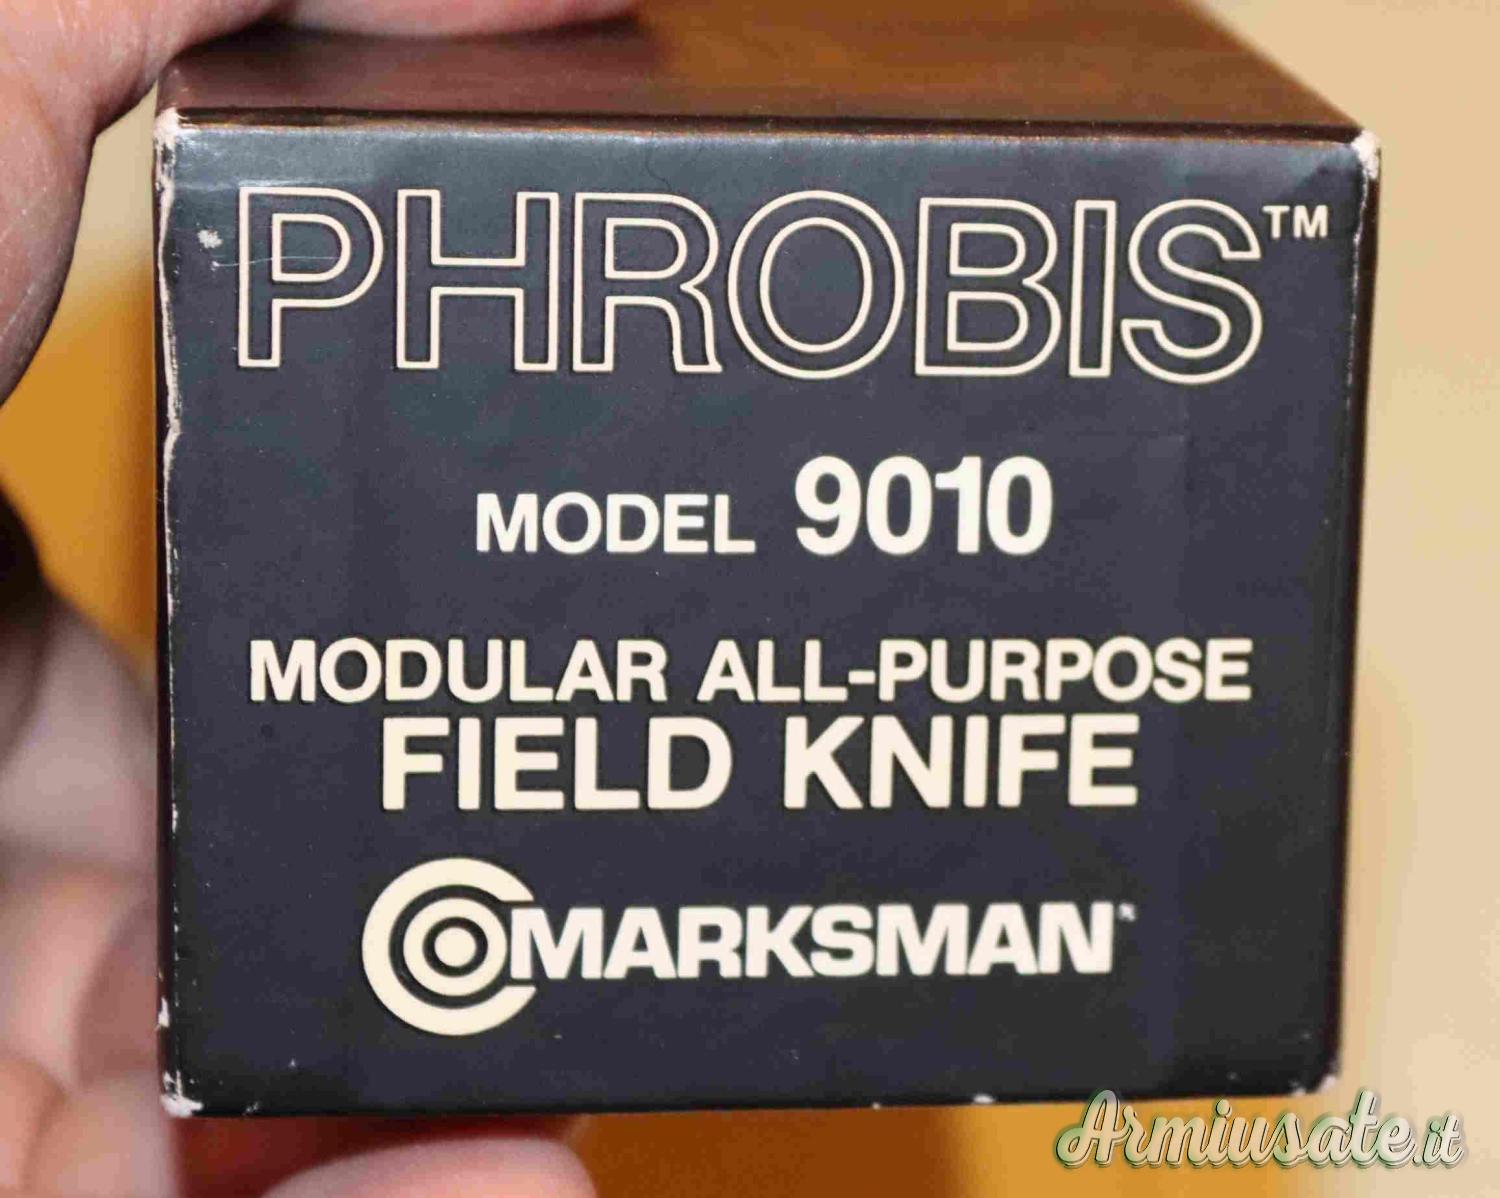 PHROBIS™
MODEL 9010
MODULAR ALL-PURPOSE
FIELD KNIFE
MARKSMAN®
Armiusate.it